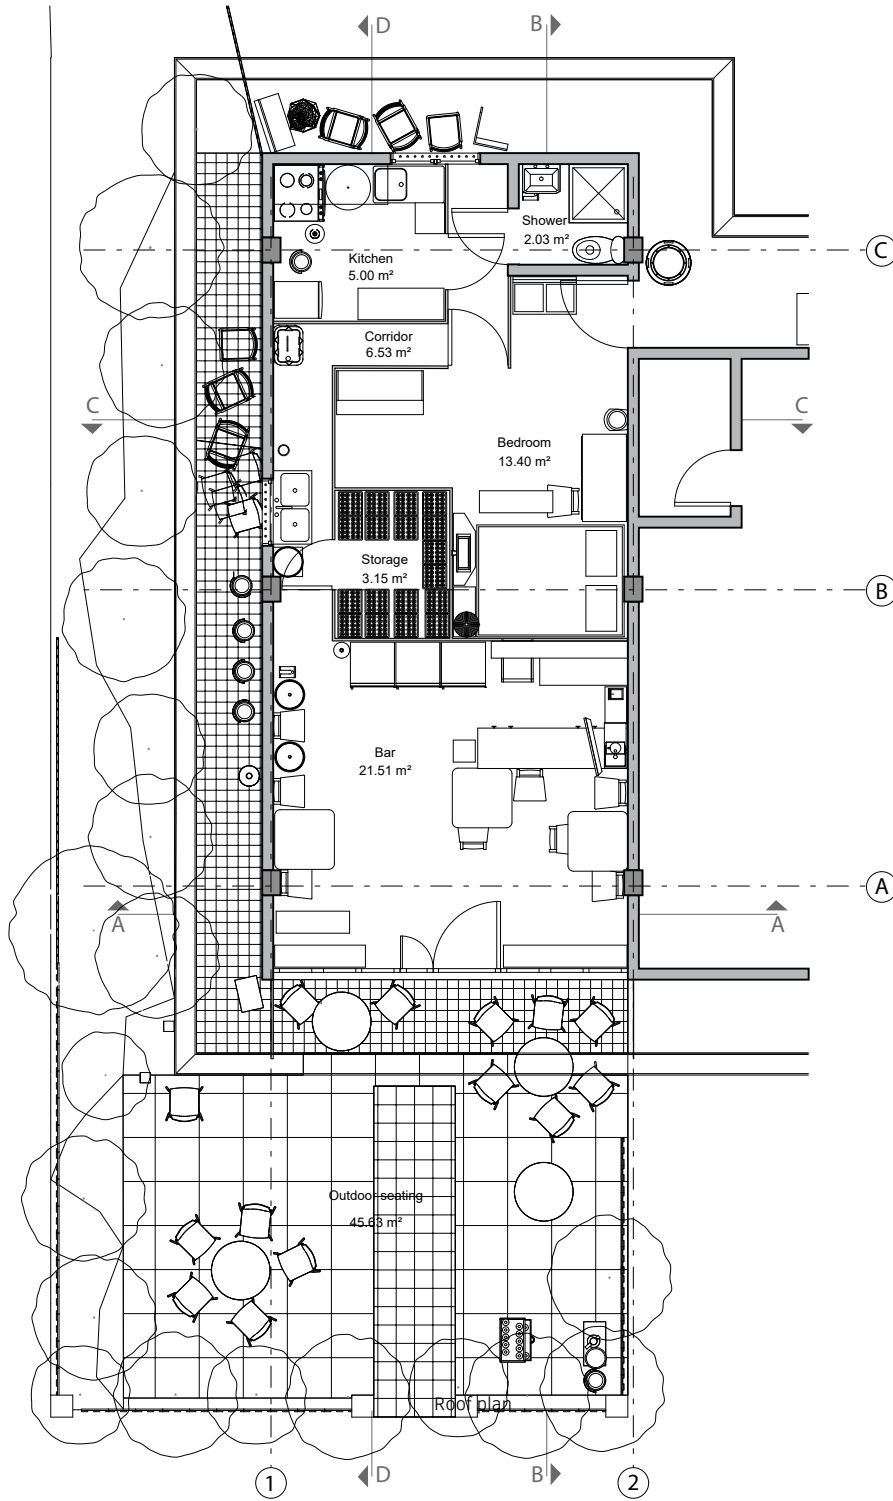 D
B
Shower
2.03 m²
C
Kitchen
5.00 m²
Corridor
6.53 m²
C
C
Bedroom
13.40 m²
Storage
3.15 m²
B
Bar
21.51 m²
A
A
A
Outdoor seating
45.63 m²
Roof plan
D
B
1
2